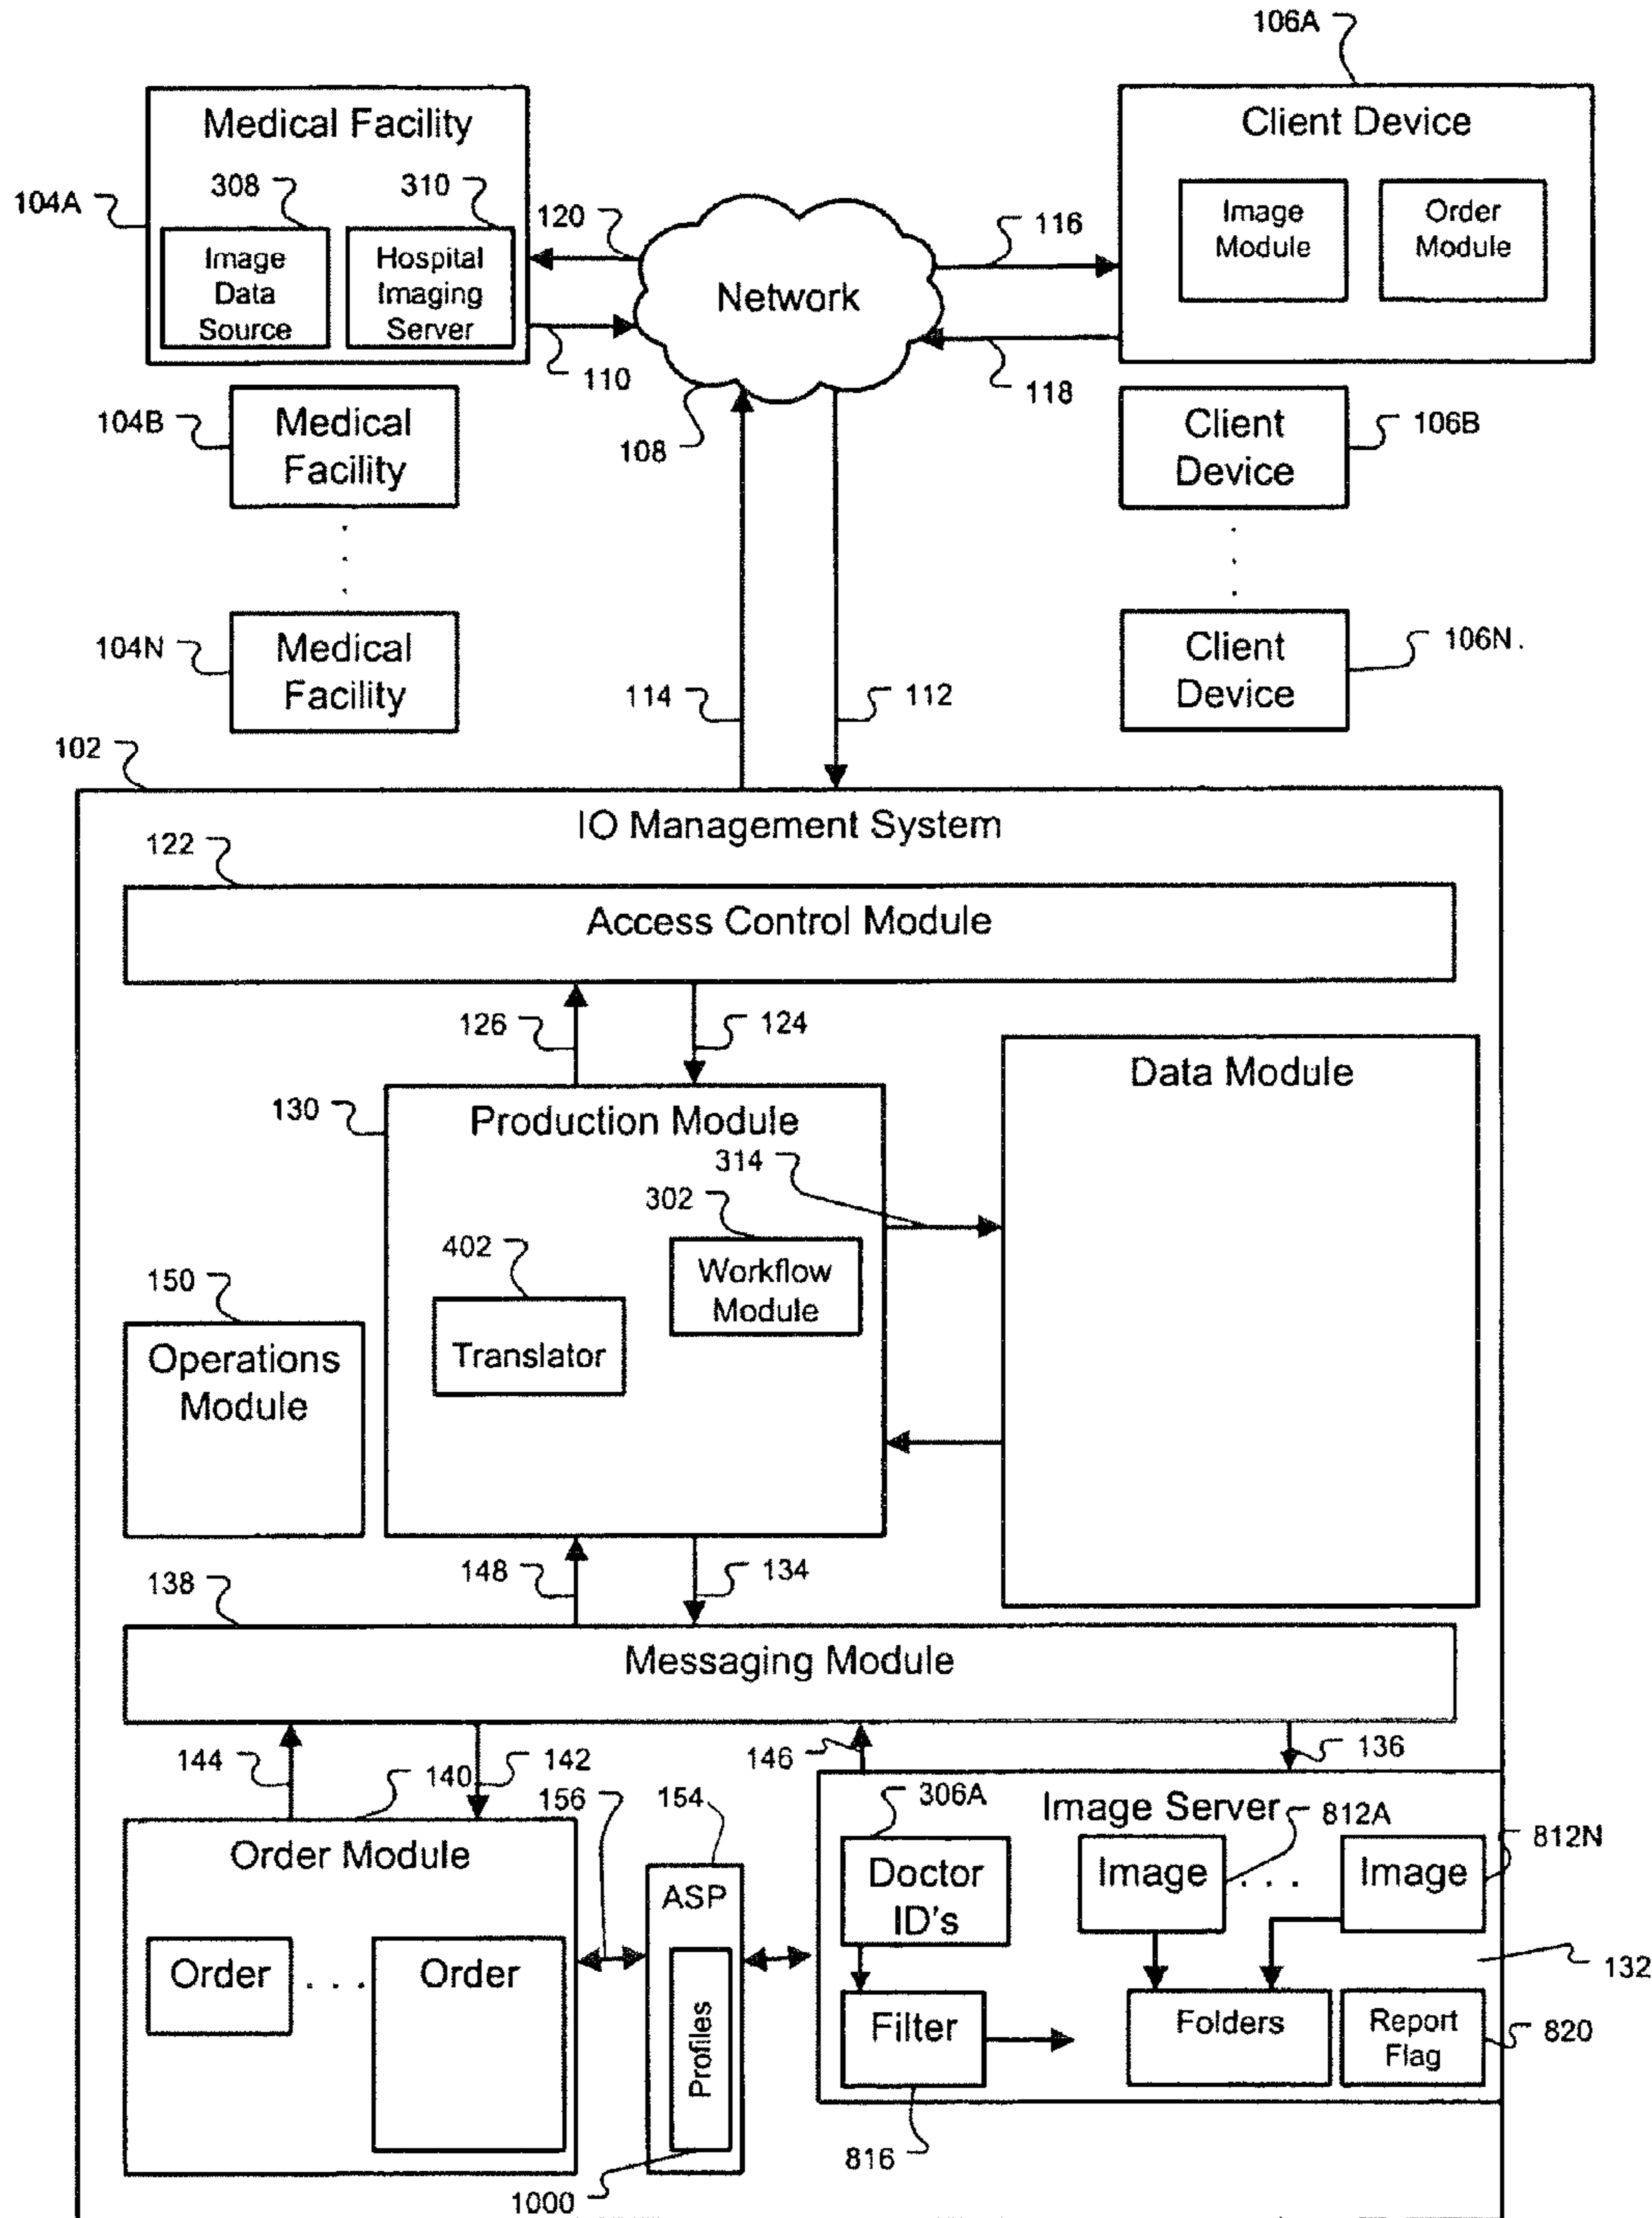 106A
Medical Facility
Client Device
104A
308
310
Image
Data
Source
Hospital
Imaging
Server
120
110
Network
116
118
Image
Module
Order
Module
108
104B
Medical
Facility
Client
Device
106B
.
.
.
.
.
.
104N
Medical
Facility
Client
Device
106N.
114
112
102
IO Management System
122
Access Control Module
126
124
130
Production Module
Data Module
314
302
Workflow
Module
402
Translator
150
Operations
Module
148
134
138
Messaging Module
144
142
140
146
136
156
154
Order Module
Order
. . .
Order
ASP
Profiles
1000
306A
Image Server
812A
812N
Doctor
ID's
Image
. . .
Image
132
Filter
Folders
Report
Flag
820
816